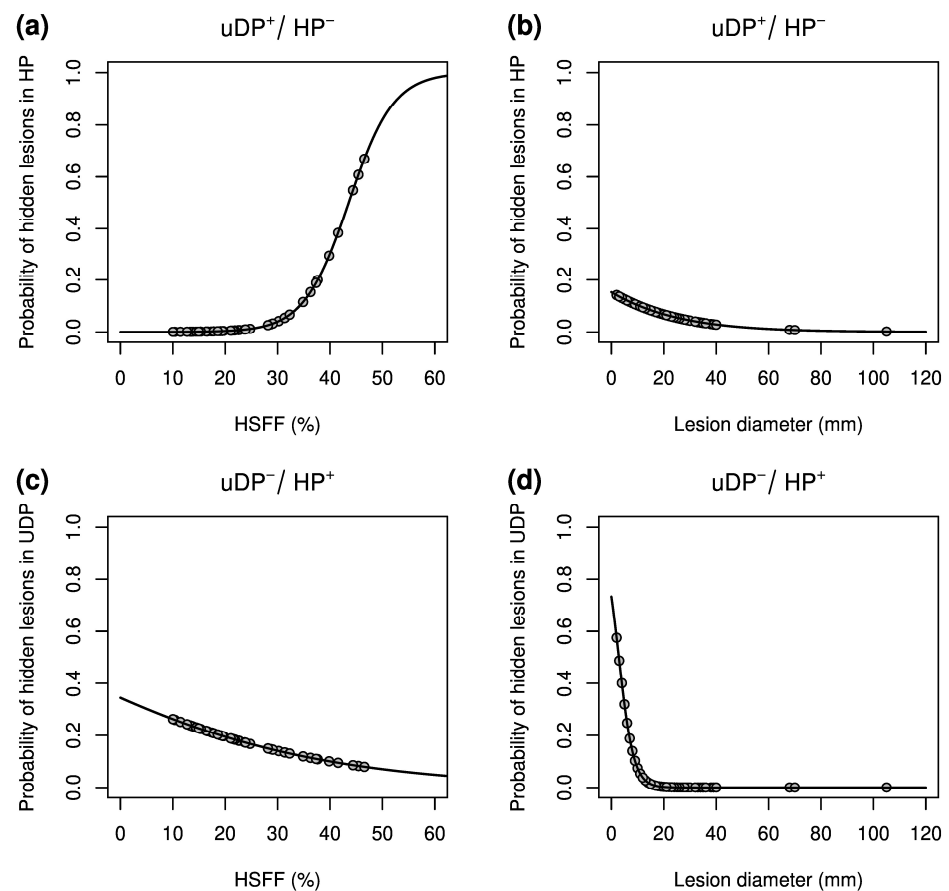 (a)
uDP⁺/ HP⁻
Probability of hidden lesions in HP
1.0
0.8
0.6
0.4
0.2
0.0
0 10 20 30 40 50 60
HSFF (%)
(b)
uDP⁺/ HP⁻
Probability of hidden lesions in HP
1.0
0.8
0.6
0.4
0.2
0.0
0 20 40 60 80 100 120
Lesion diameter (mm)
(c)
uDP⁻/ HP⁺
Probability of hidden lesions in UDP
1.0
0.8
0.6
0.4
0.2
0.0
0 10 20 30 40 50 60
HSFF (%)
(d)
uDP⁻/ HP⁺
Probability of hidden lesions in UDP
1.0
0.8
0.6
0.4
0.2
0.0
0 20 40 60 80 100 120
Lesion diameter (mm)